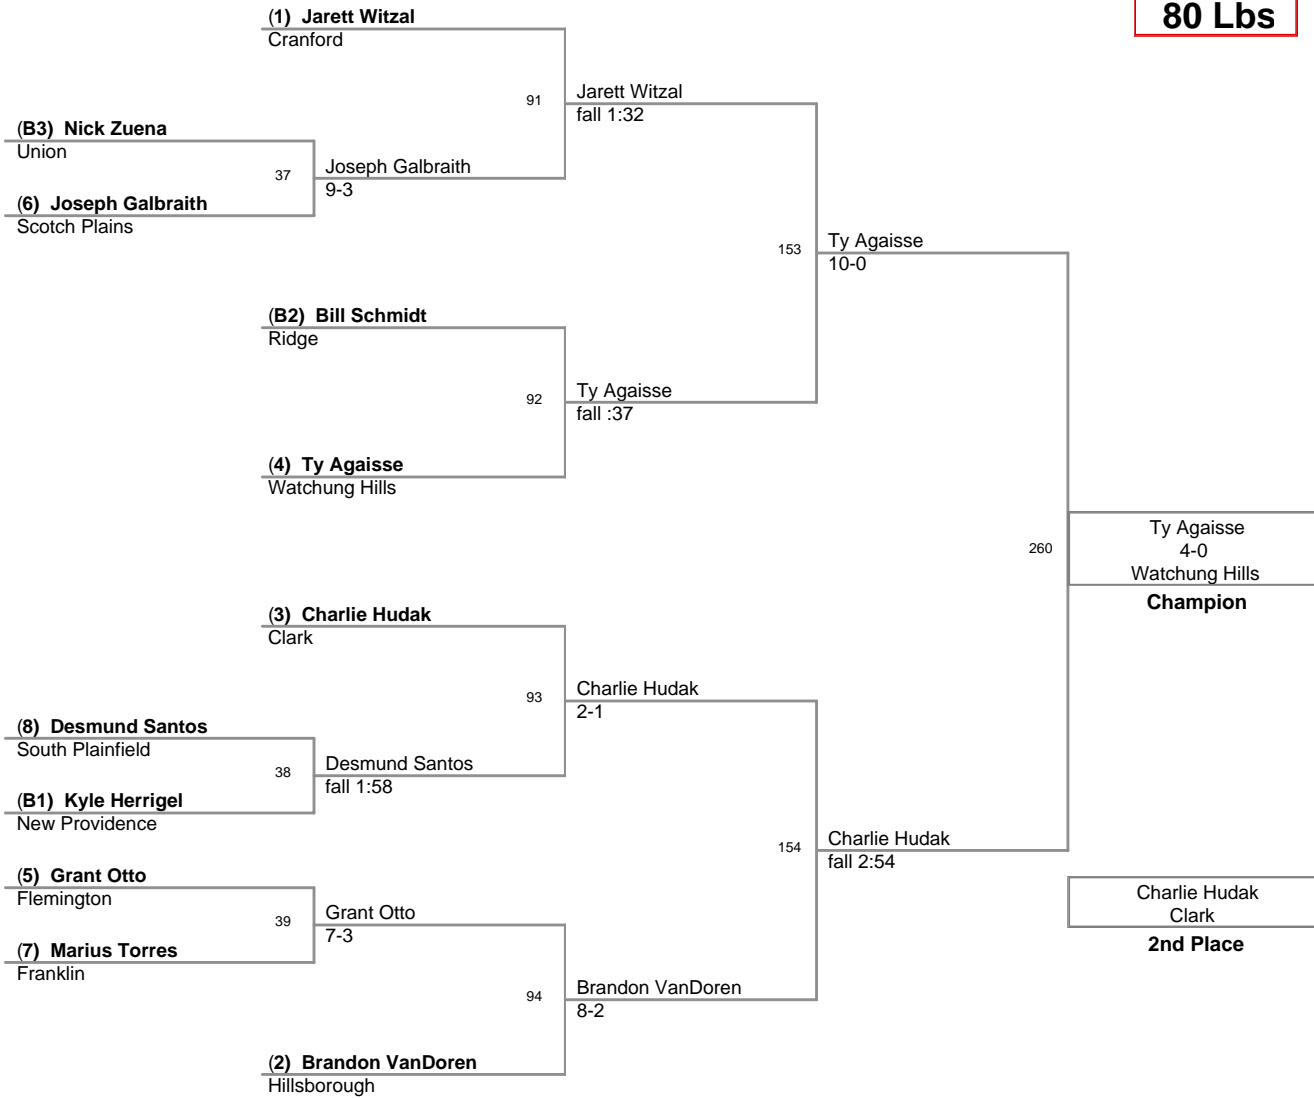 80 Lbs
(1) Jarett Witzal
Cranford
91
Jarett Witzal
fall 1:32
(B3) Nick Zuena
Union
37
Joseph Galbraith
9-3
(6) Joseph Galbraith
Scotch Plains
153
Ty Agaisse
10-0
(B2) Bill Schmidt
Ridge
92
Ty Agaisse
fall :37
(4) Ty Agaisse
Watchung Hills
260
Ty Agaisse
4-0
Watchung Hills
Champion
(3) Charlie Hudak
Clark
93
Charlie Hudak
2-1
(8) Desmund Santos
South Plainfield
38
Desmund Santos
fall 1:58
(B1) Kyle Herrigel
New Providence
154
Charlie Hudak
fall 2:54
(5) Grant Otto
Flemington
39
Grant Otto
7-3
(7) Marius Torres
Franklin
94
Brandon VanDoren
8-2
(2) Brandon VanDoren
Hillsborough
Charlie Hudak
Clark
2nd Place